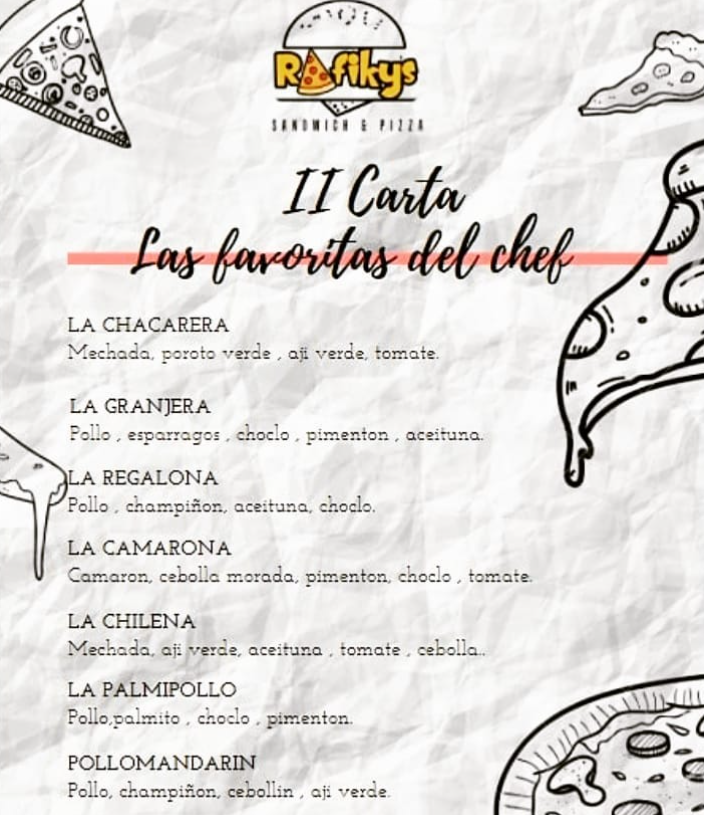 Rafikys
SANDWICH & PIZZA
II Carta
Las favoritas del chef
LA CHACARERA
Mechada, poroto verde , aji verde, tomate.
LA GRANJERA
Pollo , esparragos , choclo , pimenton , aceituna.
LA REGALONA
Pollo , champiñon, aceituna, choclo.
LA CAMARONA
Camaron, cebolla morada, pimenton, choclo , tomate.
LA CHILENA
Mechada, aji verde, aceituna , tomate , cebolla..
LA PALMIPOLLO
Pollo,palmito , choclo , pimenton.
POLLOMANDARIN
Pollo, champiñon, cebollin , aji verde.